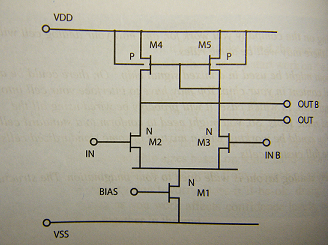 VDD
M4 M5
P P
OUT B
OUT
N N
M2 M3
IN IN B
N
BIAS M1
VSS